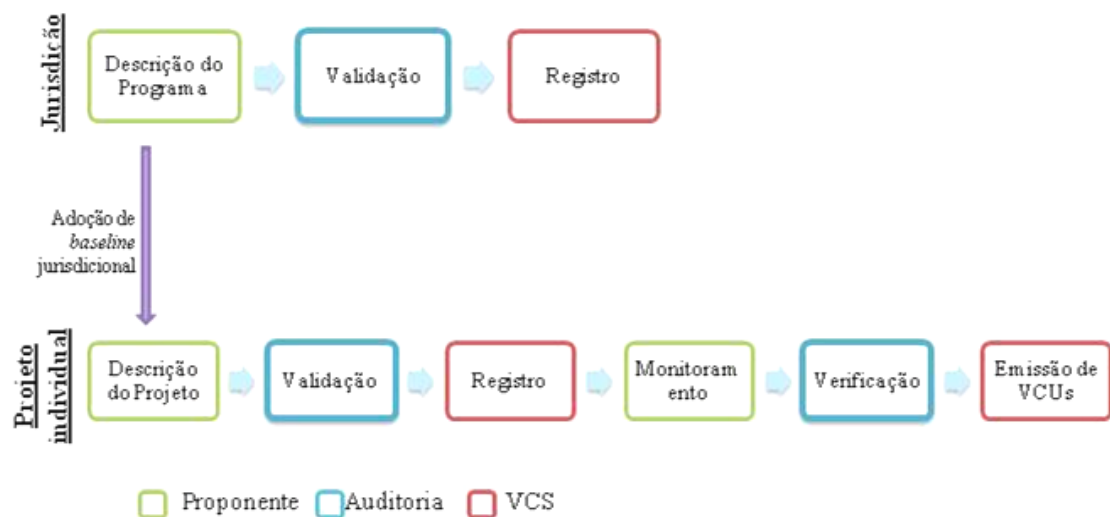 Jurisdição
Descrição do
Programa
Validação
Registro
Adoção de
baseline
jurisdicional
Projeto
individual
Descrição
do Projeto
Validação
Registro
Monitoram
ento
Verificação
Emissão de
VCUs
Proponente
Auditoria
VCS